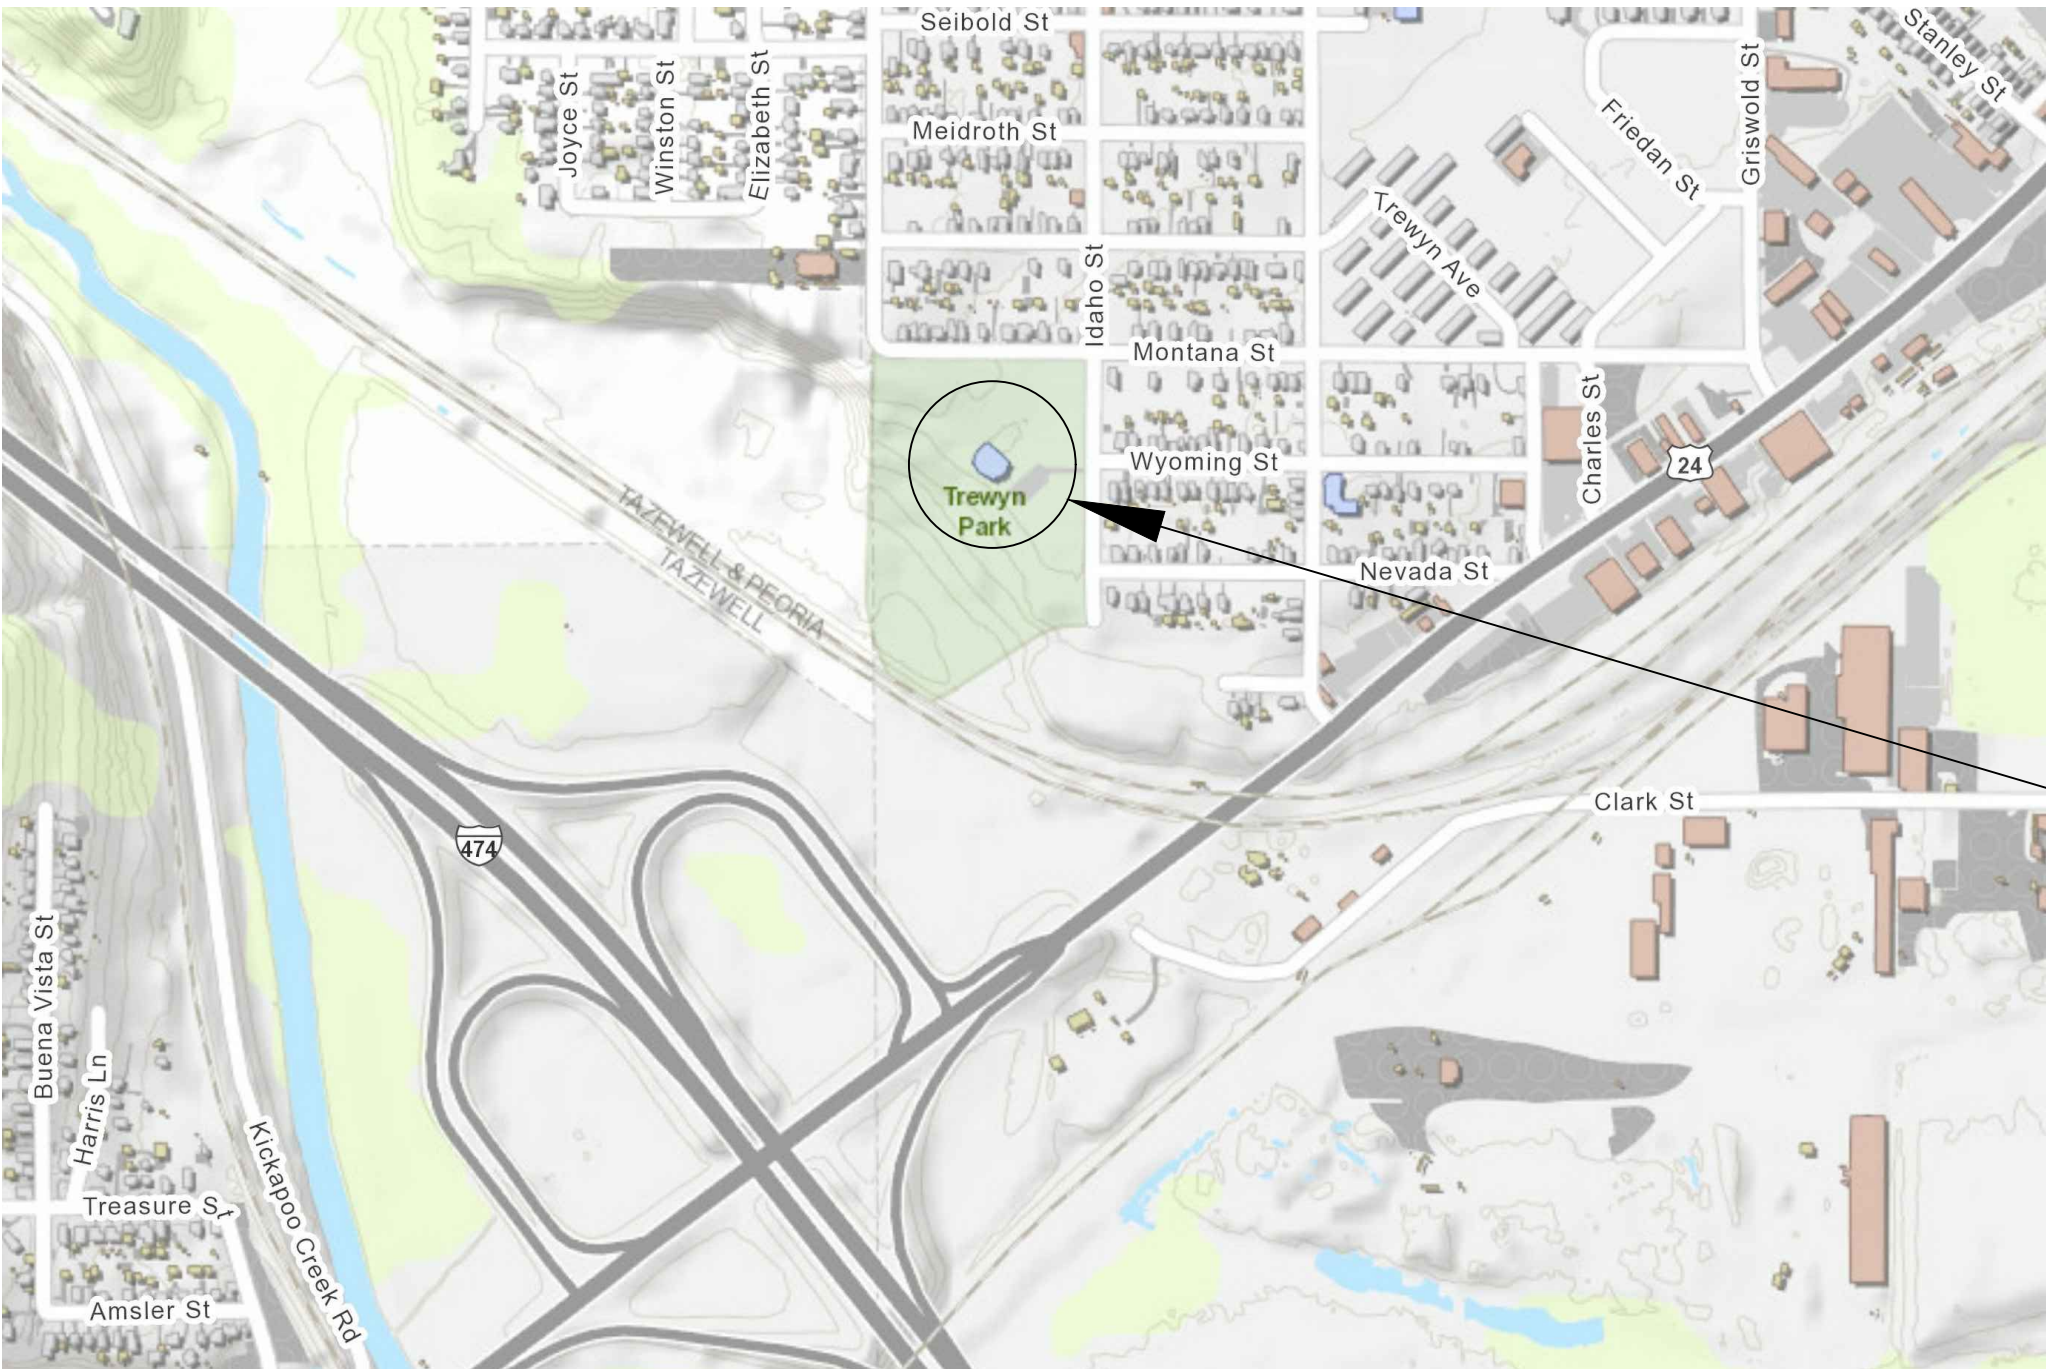 Seibold St
Stanley St
Joyce St
Winston St
Elizabeth St
Griswold St
Meidroth St
Friedan St
Trewyn Ave
Idaho St
Montana St
Charles St
Wyoming St
24
Trewyn
Park
TAZEWELL & PEORIA
TAZEWELL
Nevada St
Clark St
474
Buena Vista St
Harris Ln
Kickapoo Creek Rd
Treasure St
Amsler St